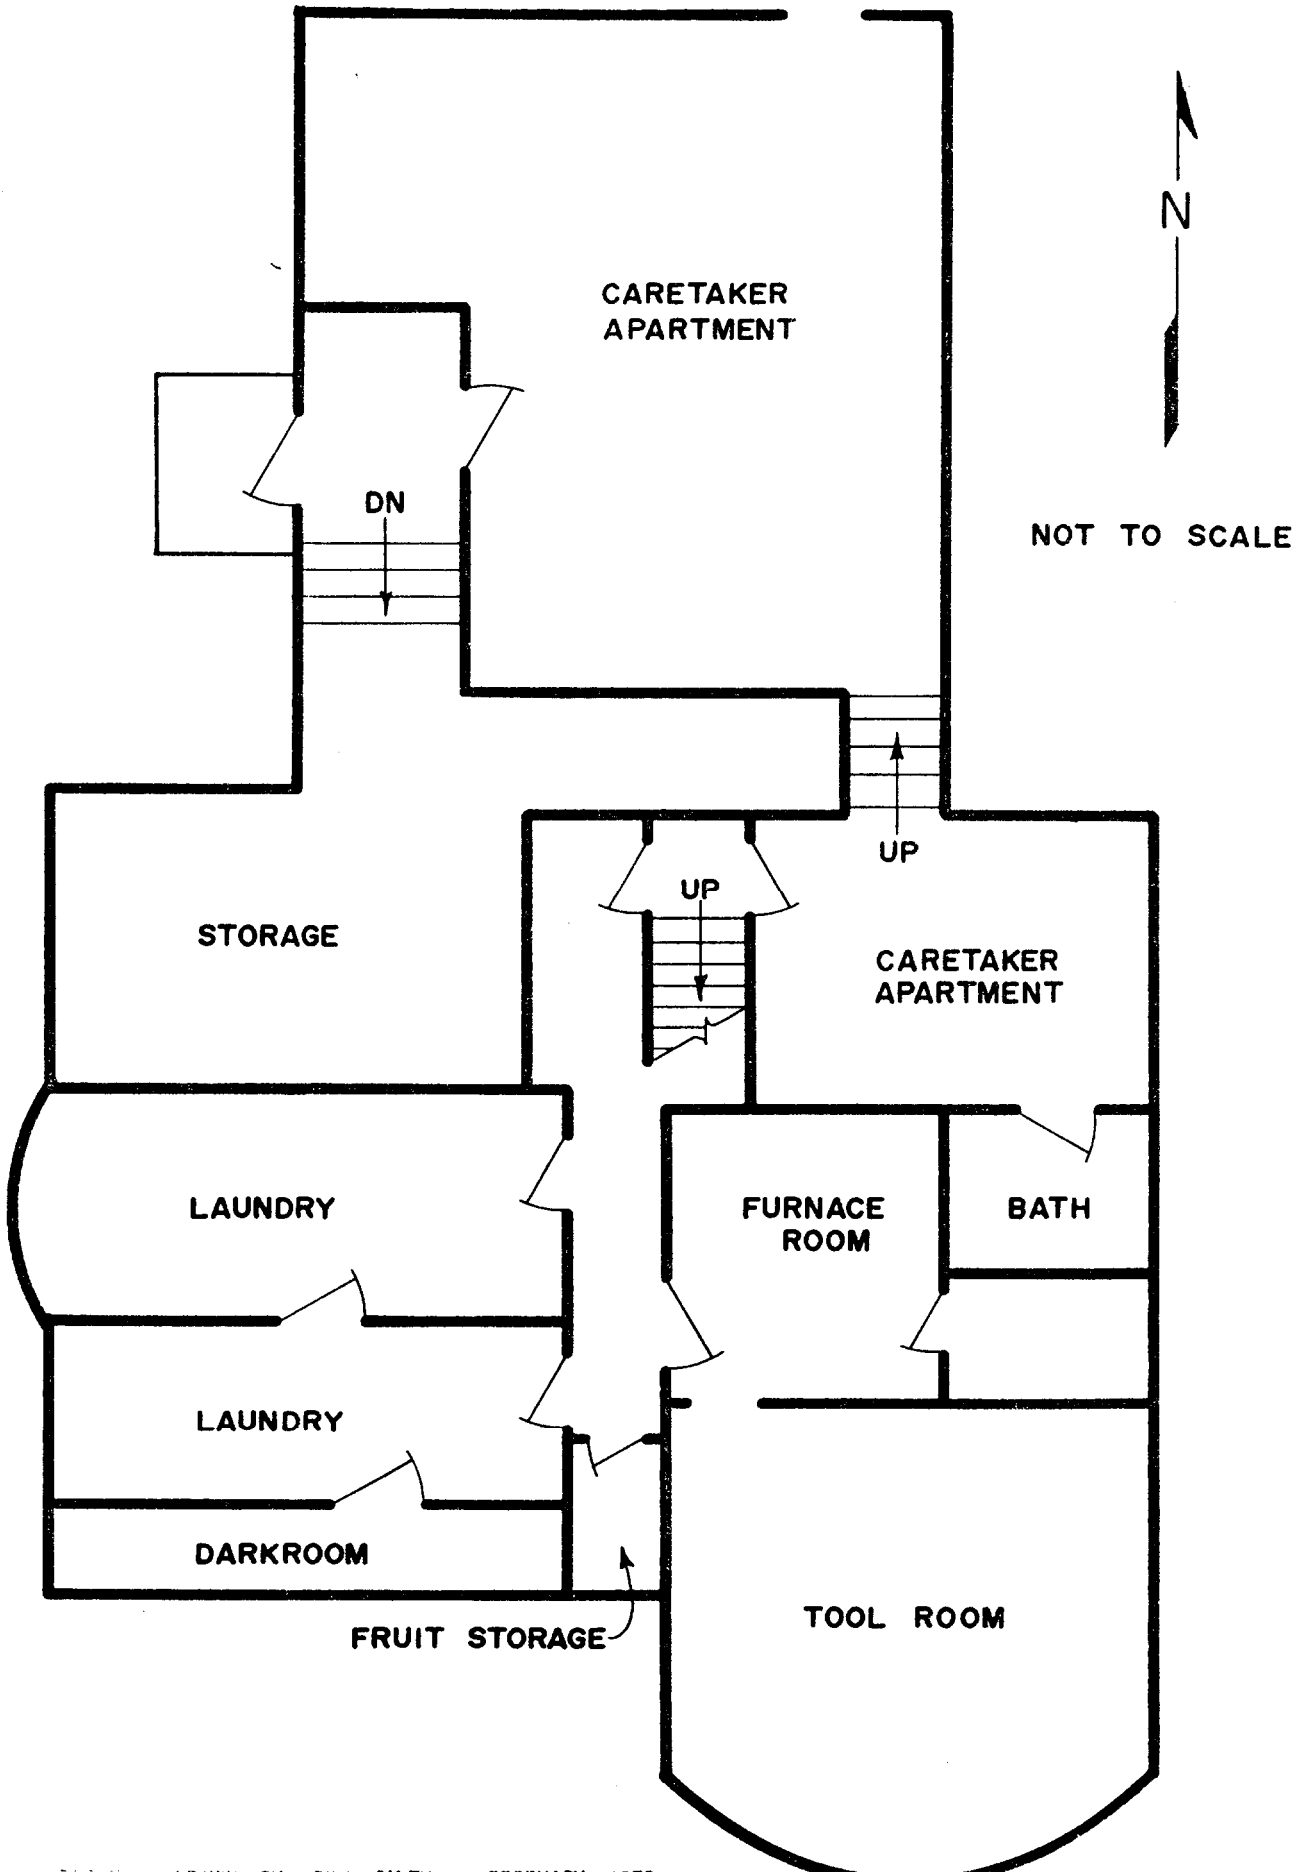 N
CARETAKER
APARTMENT
DN
NOT TO SCALE
UP
UP
STORAGE
CARETAKER
APARTMENT
LAUNDRY
FURNACE
ROOM
BATH
LAUNDRY
DARKROOM
TOOL ROOM
FRUIT STORAGE